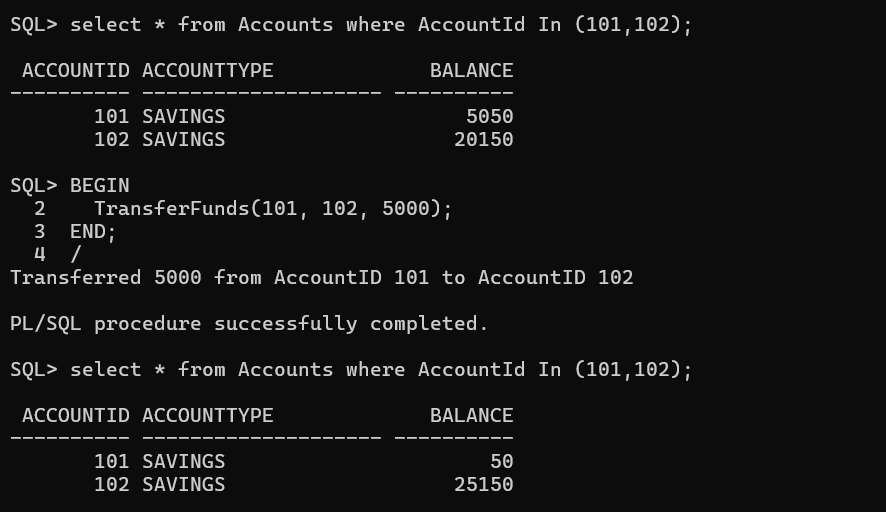 SQL> select * from Accounts where AccountId In (101,102);
 ACCOUNTID ACCOUNTTYPE             BALANCE
---------- -------------------- ----------
       101 SAVINGS                    5050
       102 SAVINGS                   20150
SQL> BEGIN
  2    TransferFunds(101, 102, 5000);
  3  END;
  4  /
Transferred 5000 from AccountID 101 to AccountID 102
PL/SQL procedure successfully completed.
SQL> select * from Accounts where AccountId In (101,102);
 ACCOUNTID ACCOUNTTYPE             BALANCE
---------- -------------------- ----------
       101 SAVINGS                      50
       102 SAVINGS                   25150